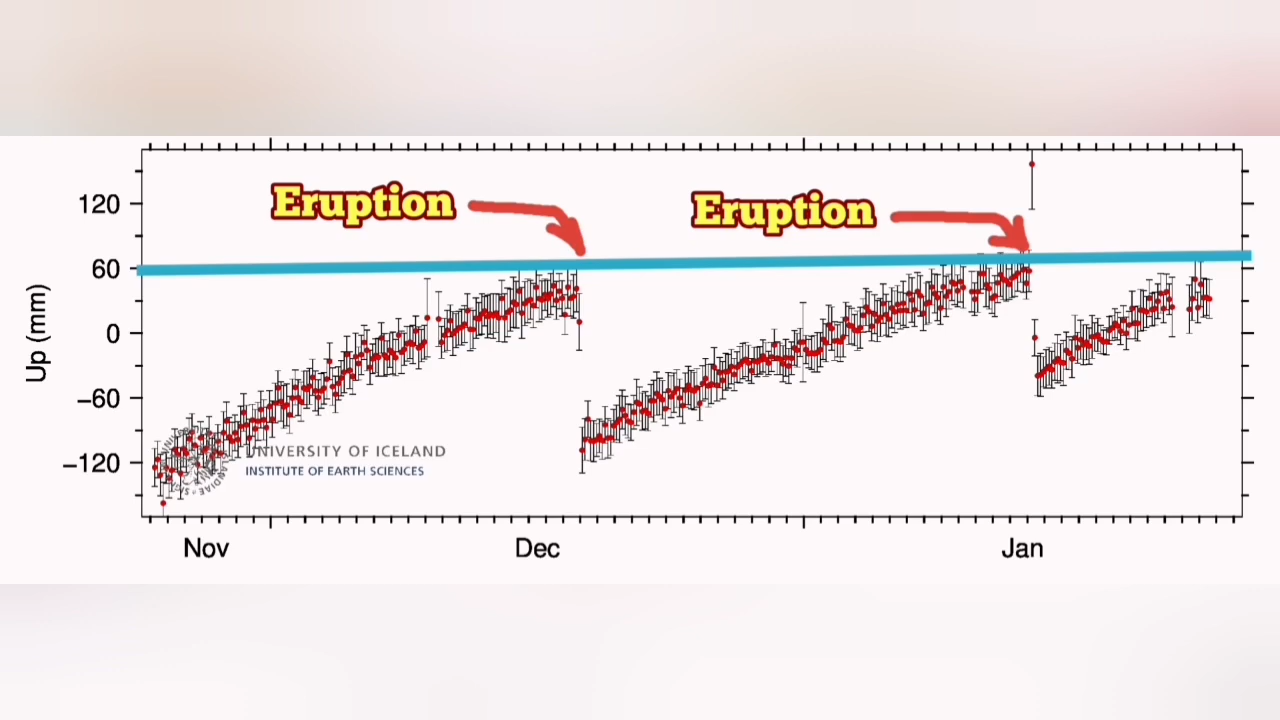 Eruption
Eruption
120
60
0
−60
−120
Up (mm)
UNIVERSITY OF ICELAND
INSTITUTE OF EARTH SCIENCES
Nov
Dec
Jan